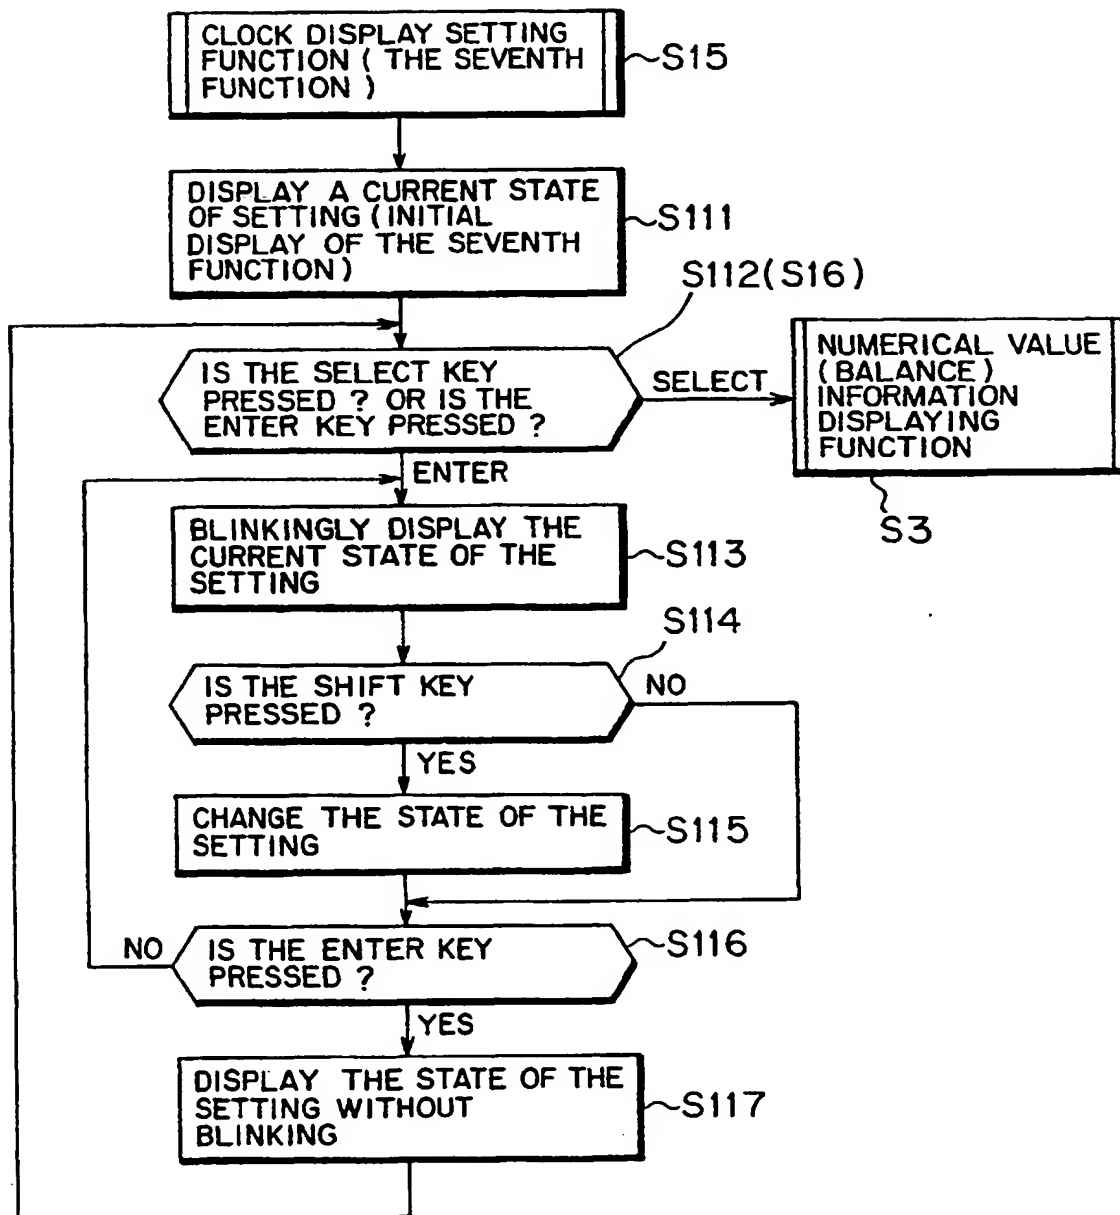 CLOCK DISPLAY SETTING
FUNCTION ( THE SEVENTH
FUNCTION )
S15
DISPLAY A CURRENT STATE
OF SETTING (INITIAL
DISPLAY OF THE SEVENTH
FUNCTION)
S111
S112(S16)
IS THE SELECT KEY
PRESSED ? OR IS THE
ENTER KEY PRESSED ?
SELECT
NUMERICAL VALUE
(BALANCE)
INFORMATION
DISPLAYING
FUNCTION
S3
ENTER
BLINKINGLY DISPLAY THE
CURRENT STATE OF THE
SETTING
S113
S114
IS THE SHIFT KEY
PRESSED ?
NO
YES
CHANGE THE STATE OF THE
SETTING
S115
NO
IS THE ENTER KEY
PRESSED ?
S116
YES
DISPLAY THE STATE OF THE
SETTING WITHOUT
BLINKING
S117